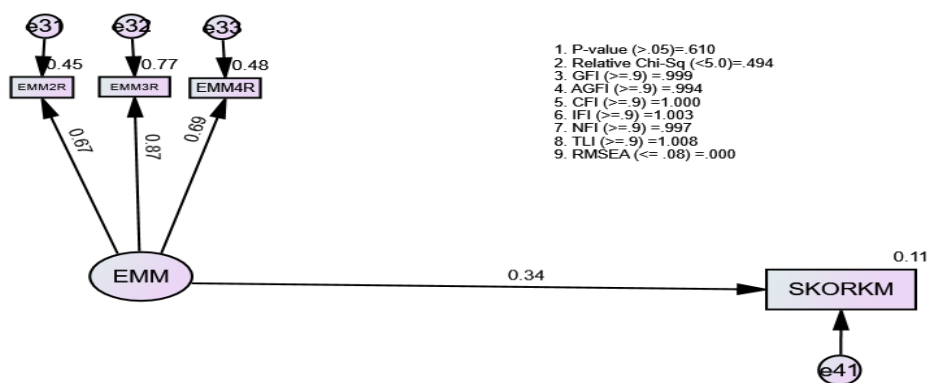 e31 e32 e33
0.45 0.77 0.48
EMM2R EMM3R EMM4R
1. P-value (>.05)=.610
2. Relative Chi-Sq (<5.0)=.494
3. GFI (>=.9) =.999
4. AGFI (>=.9) =.994
5. CFI (>=.9) =1.000
6. IFI (>=.9) =1.003
7. NFI (>=.9) =.997
8. TLI (>=.9) =1.008
9. RMSEA (<= .08) =.000
0.67 0.87 0.69
EMM
0.34
0.11
SKORKM
e41